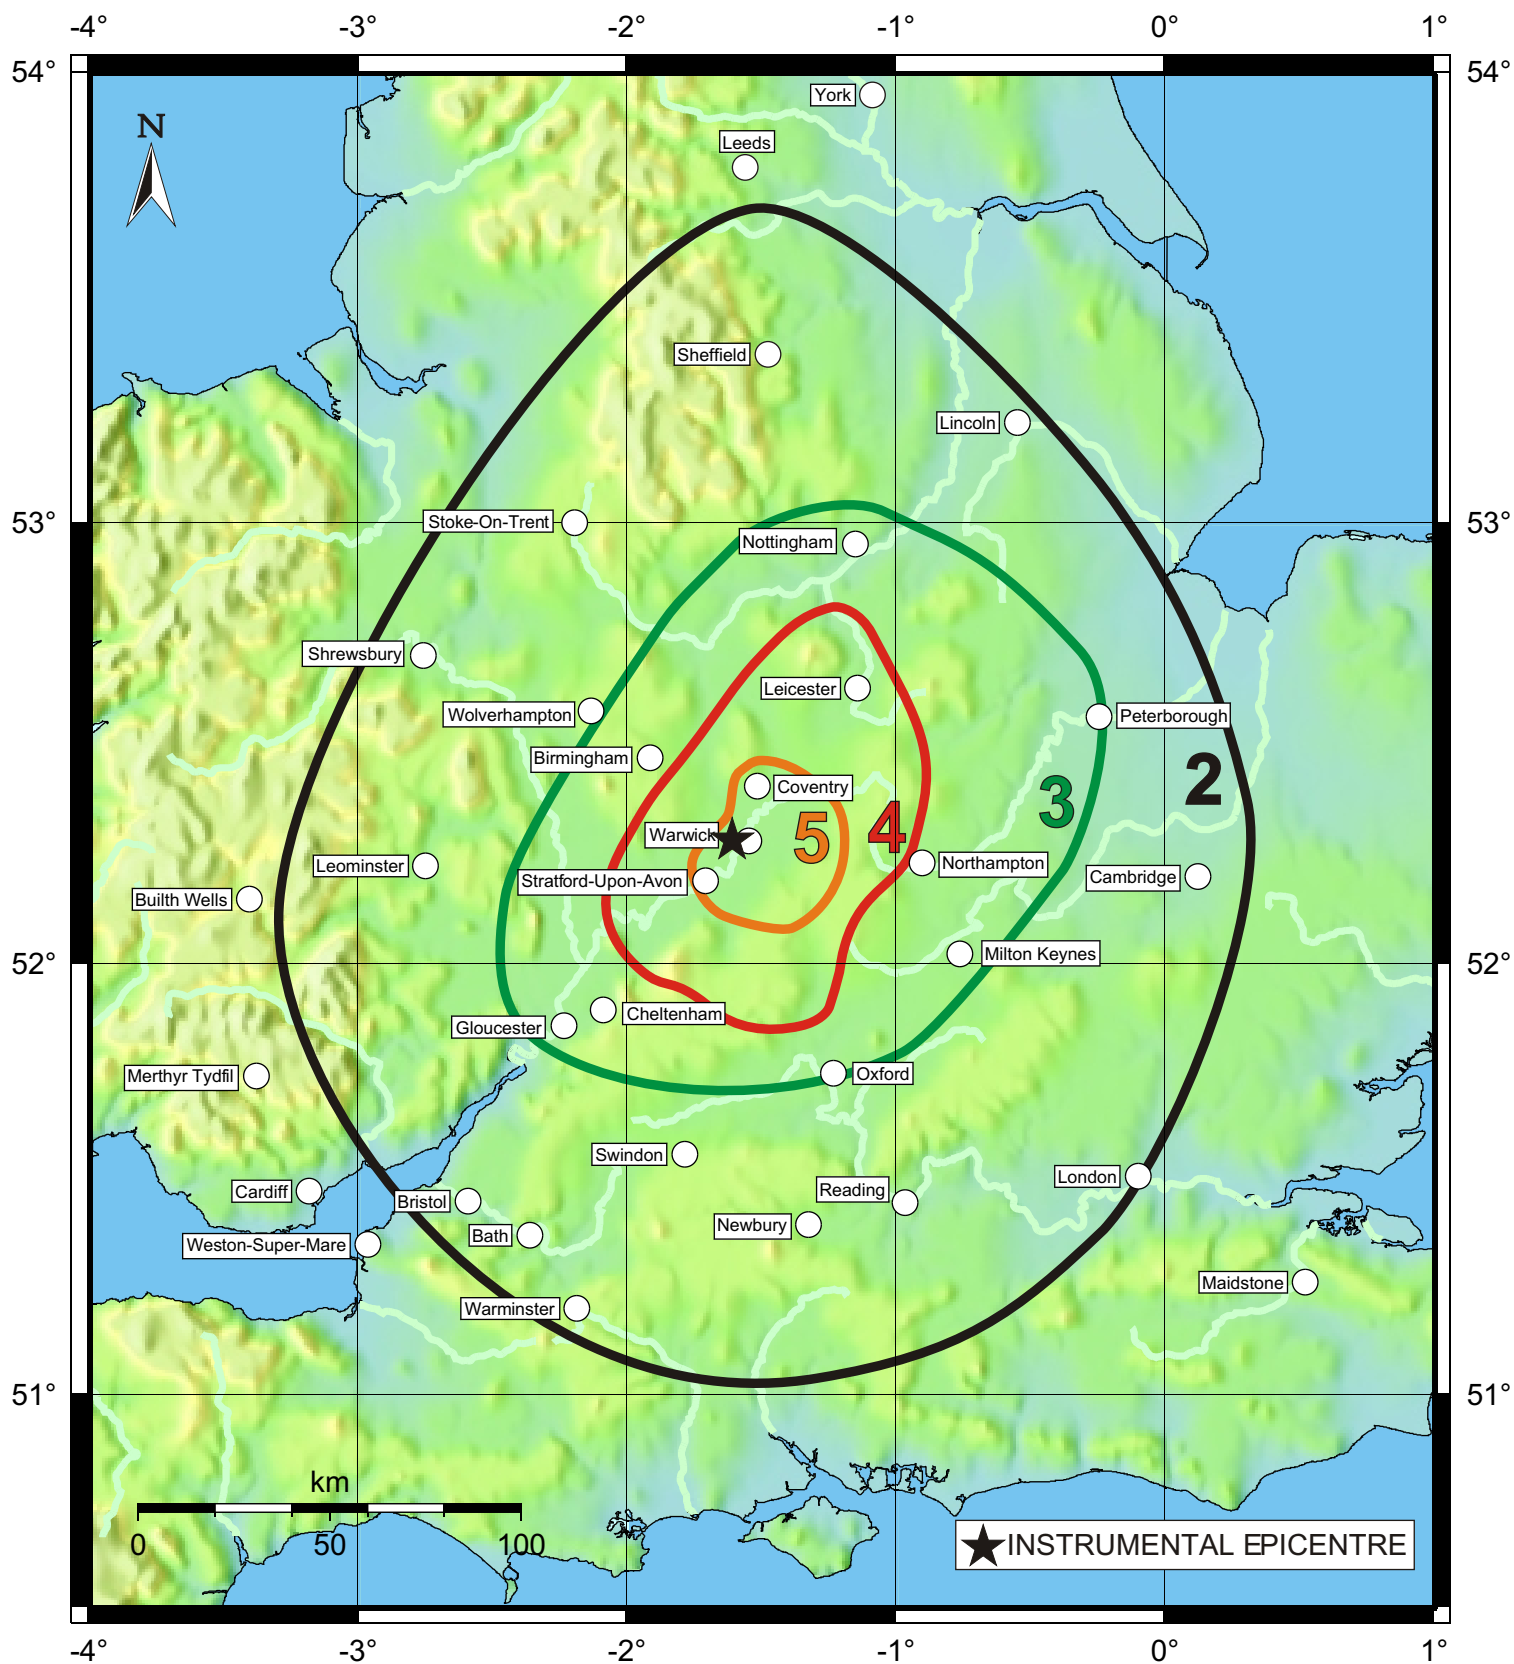 -4° -3° -2° -1° 0° 1°
54° 54°
N
York
Leeds
Sheffield
Lincoln
53° 53°
Stoke-On-Trent
Nottingham
Shrewsbury
Leicester
Wolverhampton
Peterborough
Birmingham
2
Coventry
3
Warwick
5
4
Northampton
Leominster
Stratford-Upon-Avon
Cambridge
Builth Wells
52° 52°
Milton Keynes
Cheltenham
Gloucester
Merthyr Tydfil
Oxford
Swindon
London
Cardiff
Reading
Bristol
Newbury
Bath
Weston-Super-Mare
Maidstone
Warminster
51° 51°
km
0 50 100
INSTRUMENTAL EPICENTRE
-4° -3° -2° -1° 0° 1°